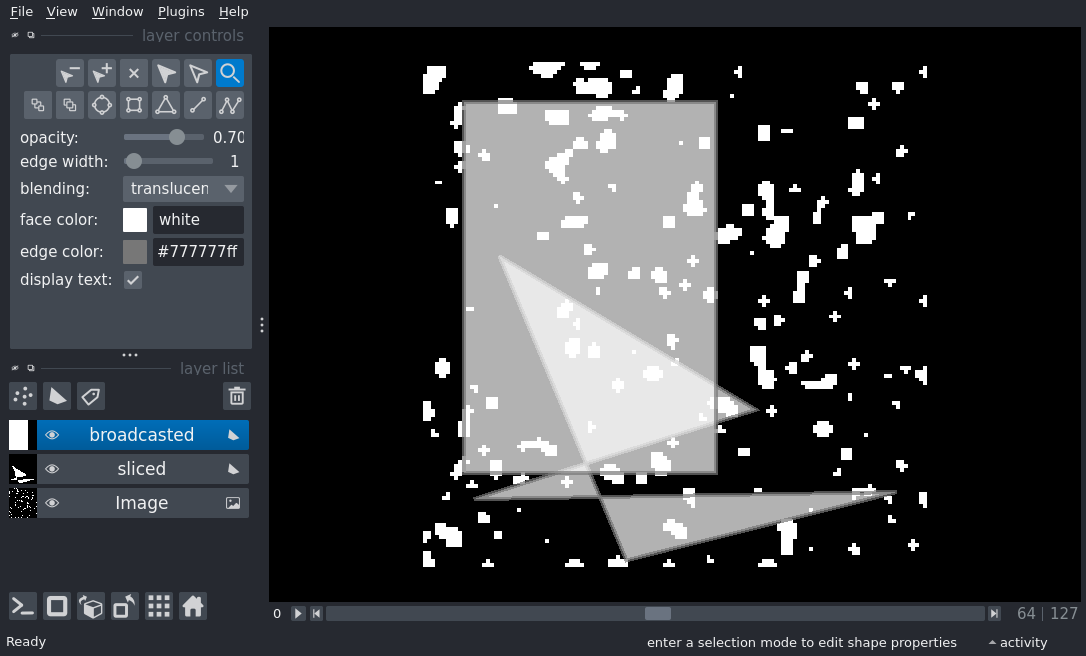 File View Window Plugins Help
layer controls
opacity: 0.70
edge width: 1
blending: translucen
face color: white
edge color: #777777ff
display text:
layer list
broadcasted
sliced
Image
0 64 | 127
Ready enter a selection mode to edit shape properties activity